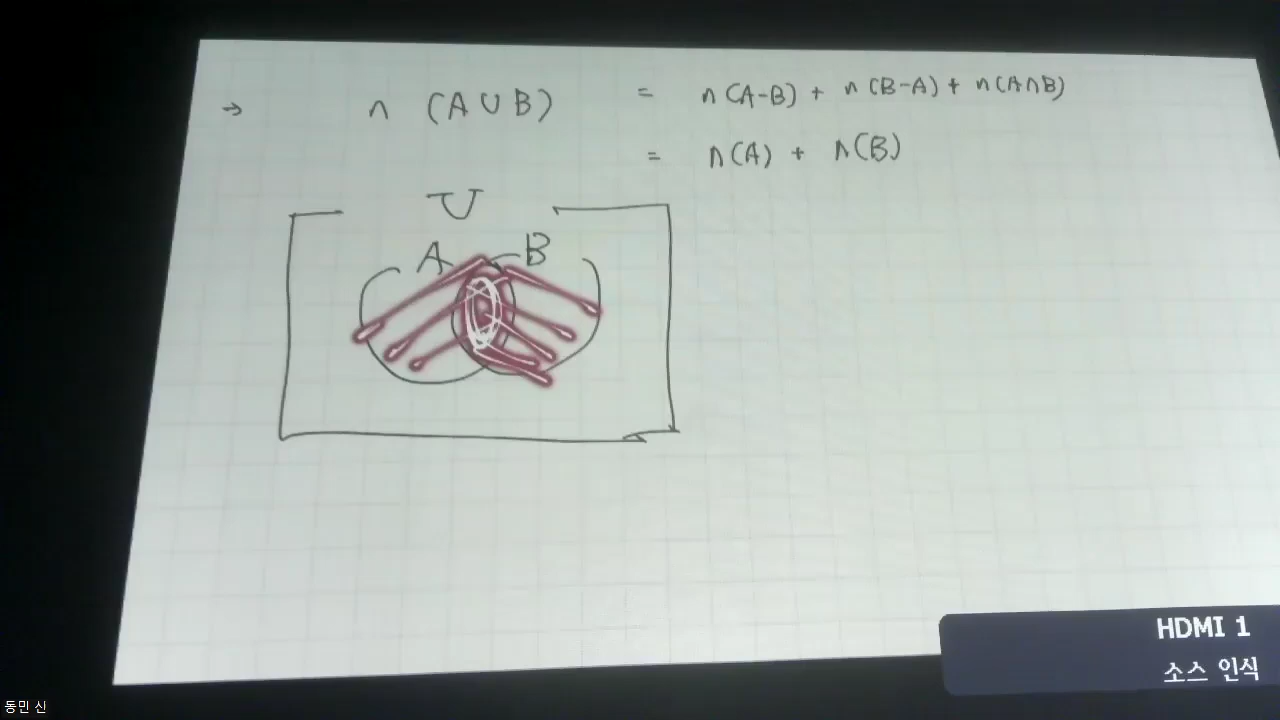 → n (A∪B) = n(A-B) + n(B-A) + n(A∩B)
= n(A) + n(B)
U
A B
HDMI 1
소스 인식
동민 신